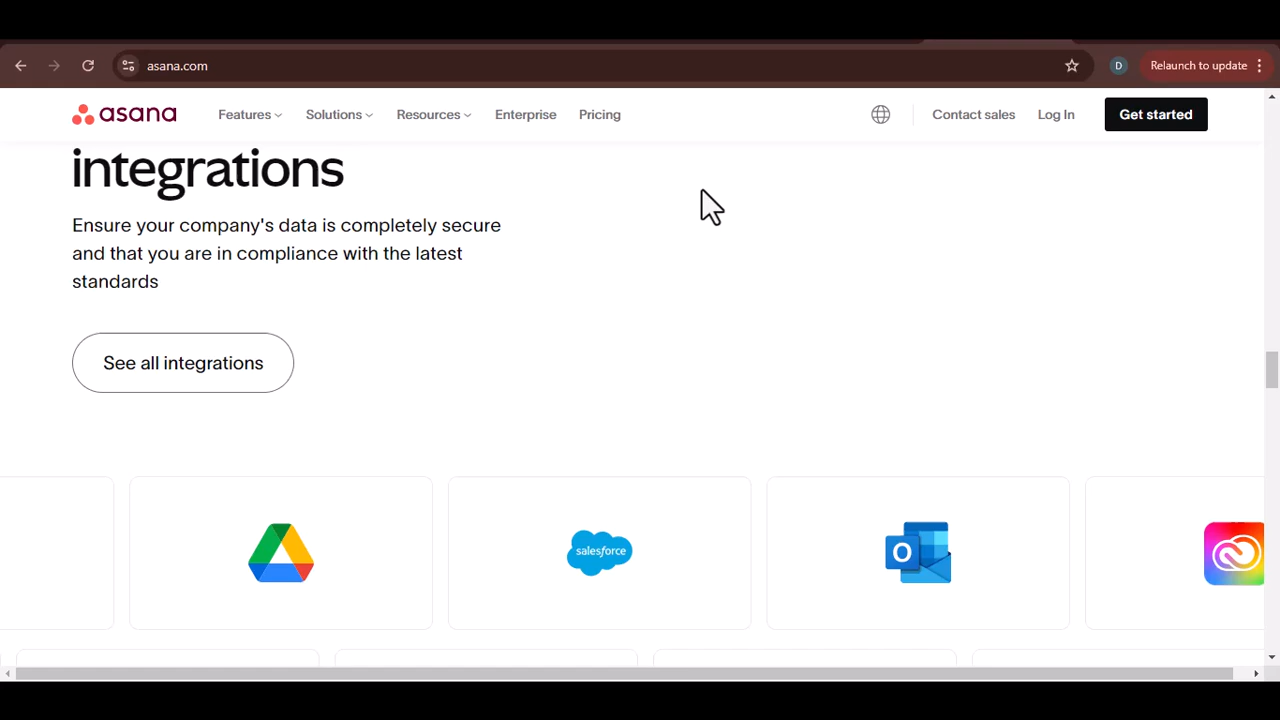 asana.com
D
Relaunch to update
asana
Features
Solutions
Resources
Enterprise
Pricing
Contact sales
Log In
Get started
integrations
Ensure your company's data is completely secure
and that you are in compliance with the latest
standards
See all integrations
salesforce
O